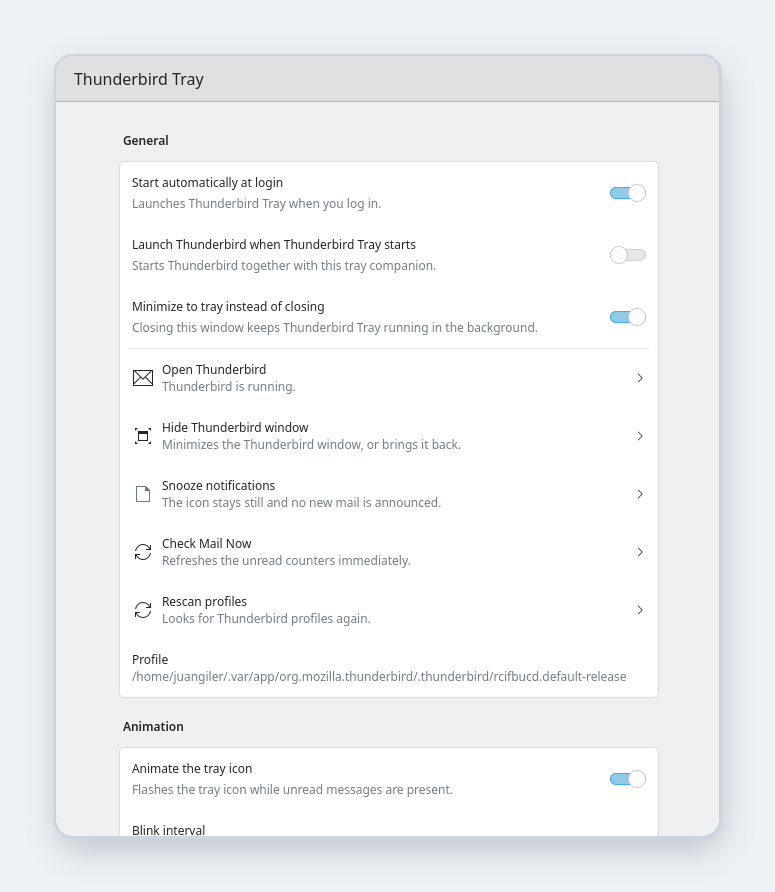 Thunderbird Tray
General
Start automatically at login
Launches Thunderbird Tray when you log in.
Launch Thunderbird when Thunderbird Tray starts
Starts Thunderbird together with this tray companion.
Minimize to tray instead of closing
Closing this window keeps Thunderbird Tray running in the background.
Open Thunderbird
Thunderbird is running.
Hide Thunderbird window
Minimizes the Thunderbird window, or brings it back.
Snooze notifications
The icon stays still and no new mail is announced.
Check Mail Now
Refreshes the unread counters immediately.
Rescan profiles
Looks for Thunderbird profiles again.
Profile
/home/juangiler/.var/app/org.mozilla.thunderbird/.thunderbird/rcifbucd.default-release
Animation
Animate the tray icon
Flashes the tray icon while unread messages are present.
Blink interval